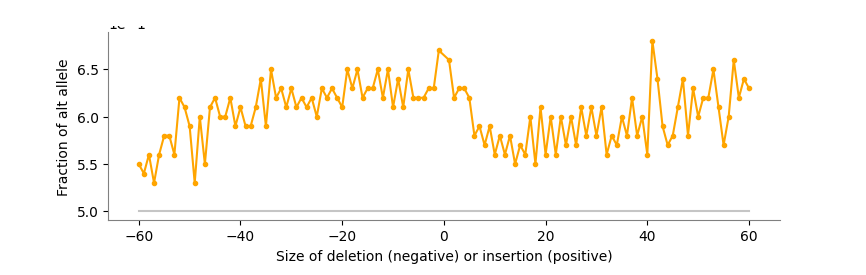 6.5
6.0
5.5
5.0
Fraction of alt allele
−60 −40 −20 0 20 40 60
Size of deletion (negative) or insertion (positive)